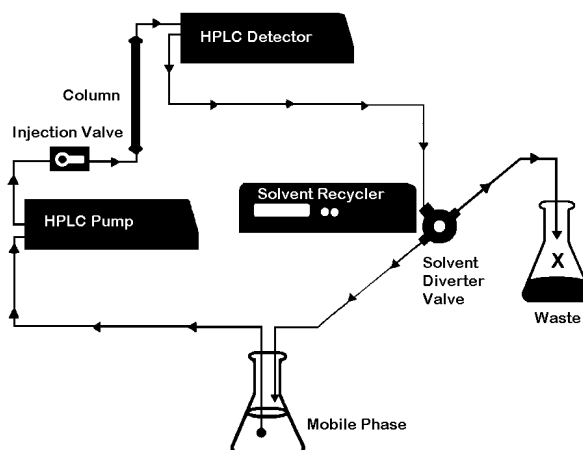 HPLC Detector
Column
Injection Valve
Solvent Recycler
HPLC Pump
Solvent
Diverter
Valve
X
Waste
Mobile Phase